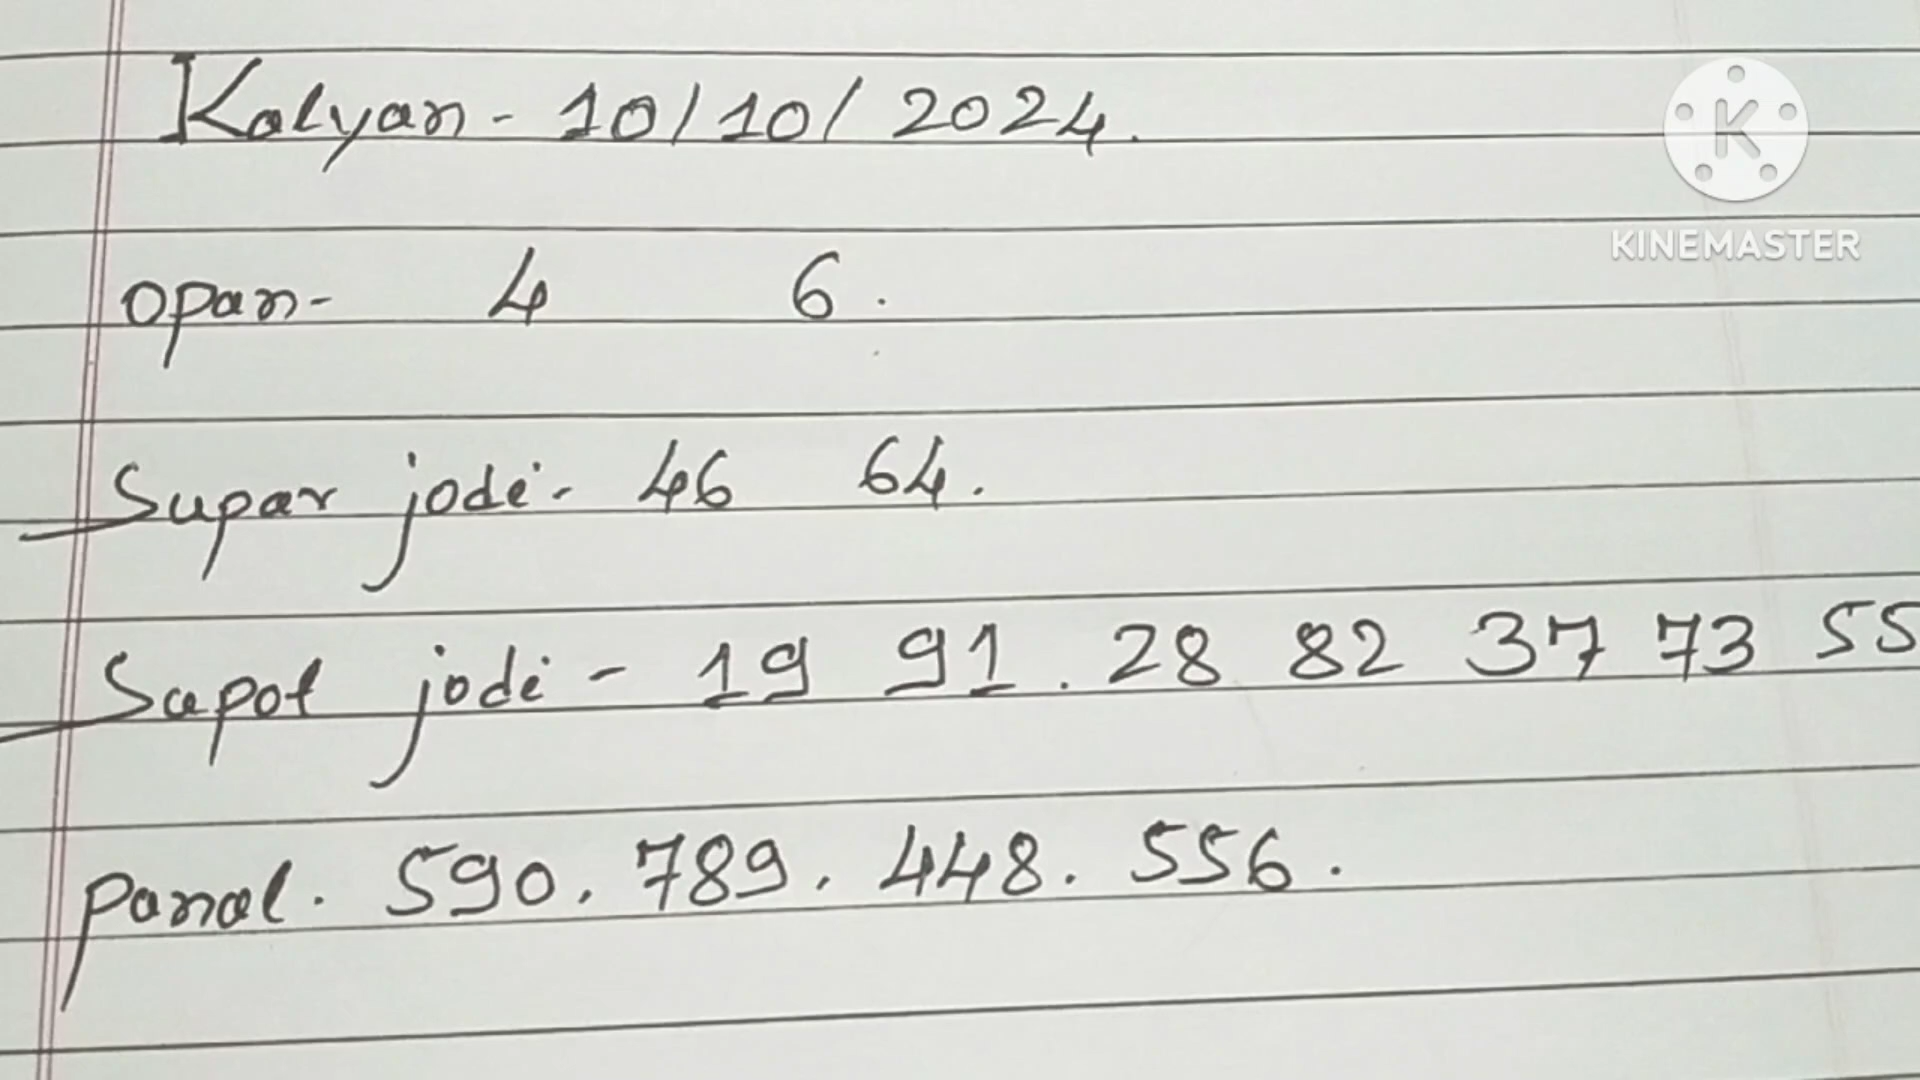 Kalyan - 10/10/2024.
K
KINEMASTER
opan- 4 6.
Supar jodi- 46 64.
Sapot jodi- 19 91. 28 82 37 73 55
panal. 590. 789. 448. 556.